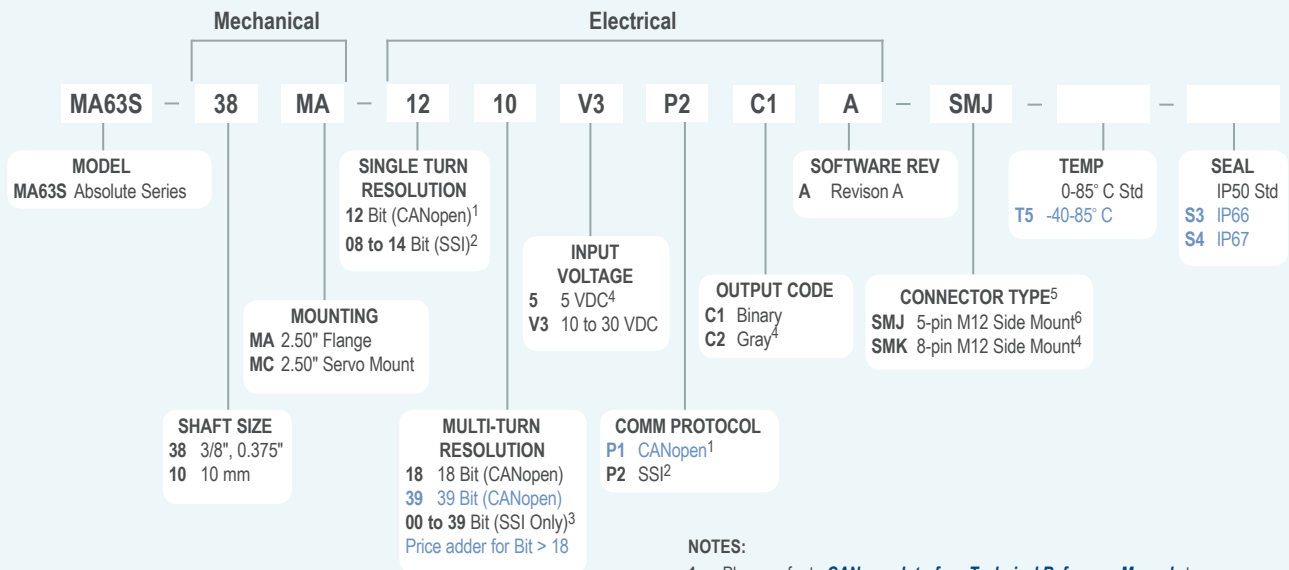 Mechanical
Electrical
MA63S – 38 MA – 12 10 V3 P2 C1 A – SMJ – –
MODEL
MA63S Absolute Series
SINGLE TURN
RESOLUTION
12 Bit (CANopen)1
08 to 14 Bit (SSI)2
SOFTWARE REV
A Revison A
TEMP
0-85° C Std
T5 -40-85° C
SEAL
IP50 Std
S3 IP66
S4 IP67
INPUT
VOLTAGE
5 5 VDC4
V3 10 to 30 VDC
OUTPUT CODE
C1 Binary
C2 Gray4
CONNECTOR TYPE5
SMJ 5-pin M12 Side Mount6
SMK 8-pin M12 Side Mount4
MOUNTING
MA 2.50" Flange
MC 2.50" Servo Mount
SHAFT SIZE
38 3/8", 0.375"
10 10 mm
MULTI-TURN
RESOLUTION
18 18 Bit (CANopen)
39 39 Bit (CANopen)
00 to 39 Bit (SSI Only)3
Price adder for Bit > 18
COMM PROTOCOL
P1 CANopen1
P2 SSI2
NOTES: